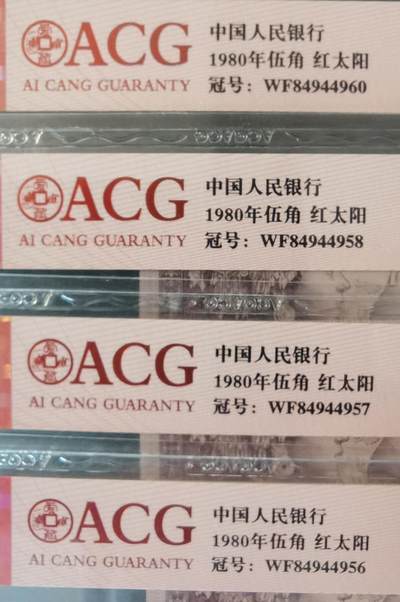 ACG
AI CANG GUARANTY
中国人民银行
1980年伍角 红太阳
冠号：WF84944960
ACG
AI CANG GUARANTY
中国人民银行
1980年伍角 红太阳
冠号：WF84944958
ACG
AI CANG GUARANTY
中国人民银行
1980年伍角 红太阳
冠号：WF84944957
ACG
AI CANG GUARANTY
中国人民银行
1980年伍角 红太阳
冠号：WF84944956